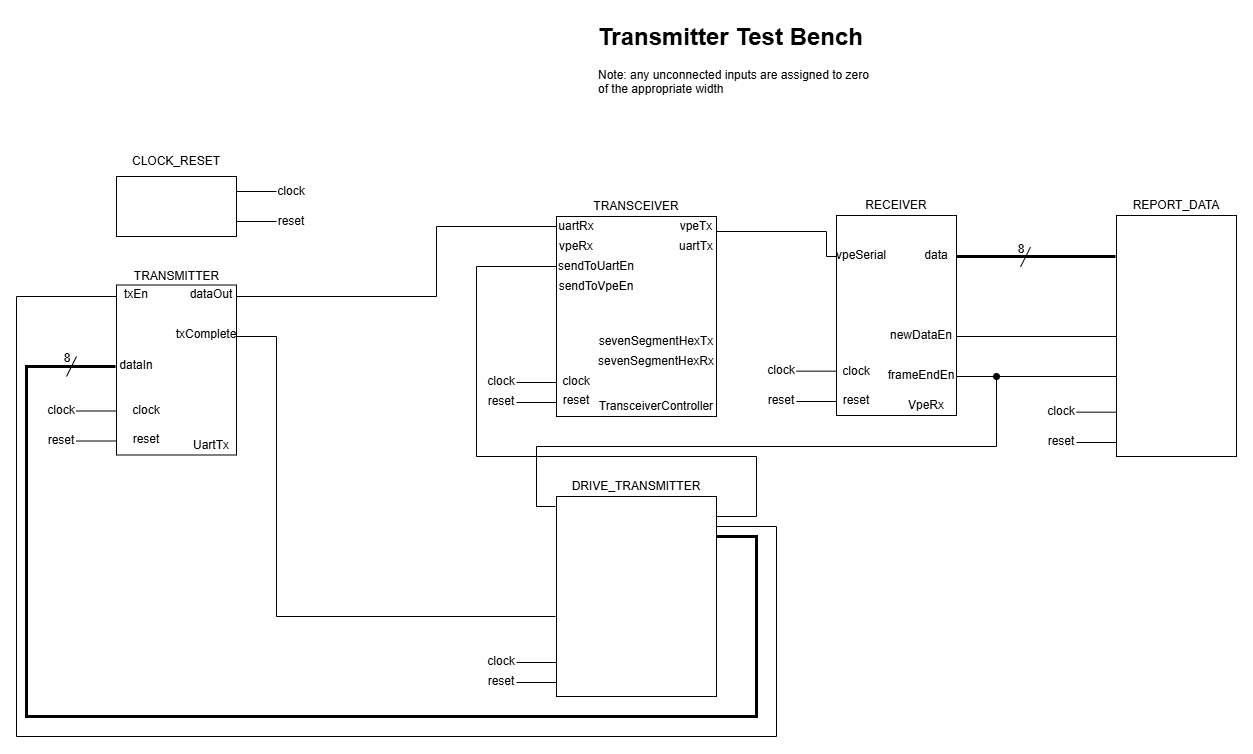 Transmitter Test Bench
Note: any unconnected inputs are assigned to zero
of the appropriate width
CLOCK_RESET
clock
reset
TRANSMITTER
txEn
dataOut
txComplete
8
dataIn
clock
clock
reset
reset
UartTx
TRANSCEIVER
uartRx
vpeTx
vpeRx
uartTx
sendToUartEn
sendToVpeEn
sevenSegmentHexTx
sevenSegmentHexRx
clock
clock
reset
reset
TransceiverController
RECEIVER
vpeSerial
data
newDataEn
clock
clock
frameEndEn
reset
reset
VpeRx
8
REPORT_DATA
clock
reset
DRIVE_TRANSMITTER
clock
reset